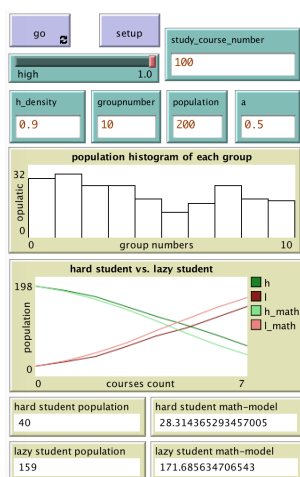 go
setup
study_course_number
100
high
1.0
h_density
groupnumber
population
a
0.9
10
200
0.5
population histogram of each group
32
opulatic
0
0
group numbers
10
hard student vs. lazy student
198
population
0
0
courses count
7
h
l
h_math
l_math
hard student population
hard student math-model
40
28.314365293457005
lazy student population
lazy student math-model
159
171.685634706543